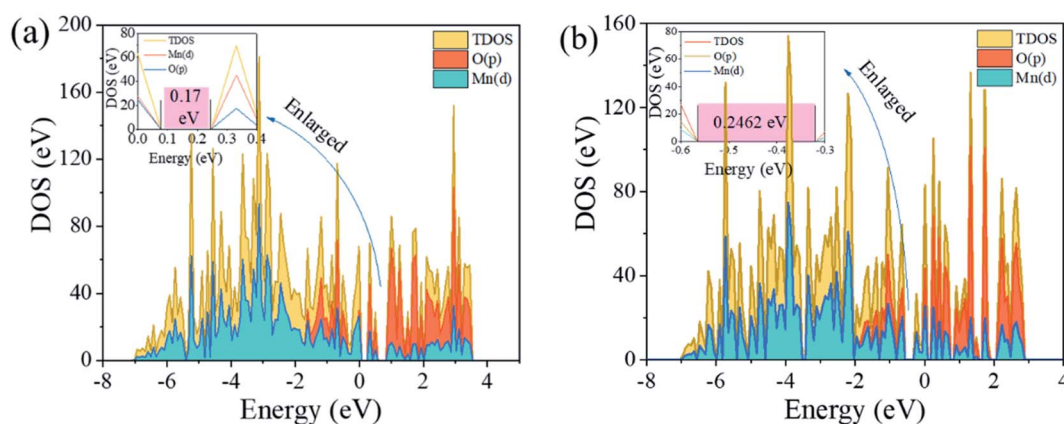 (a)
200
160
120
80
40
0
DOS (eV)
-8
-6
-4
-2
0
2
4
Energy (eV)
TDOS
O(p)
Mn(d)
80
60
40
20
0
DOS (eV)
TDOS
Mn(d)
O(p)
0.17
eV
0.0
0.1
0.2
0.3
0.4
Energy (eV)
Enlarged
(b)
160
120
80
40
0
DOS (eV)
-8
-6
-4
-2
0
2
4
Energy (eV)
TDOS
O(p)
Mn(d)
80
60
40
20
0
DOS (eV)
TDOS
O(p)
Mn(d)
0.2462 eV
-0.6
-0.5
-0.4
-0.3
Energy (eV)
Enlarged